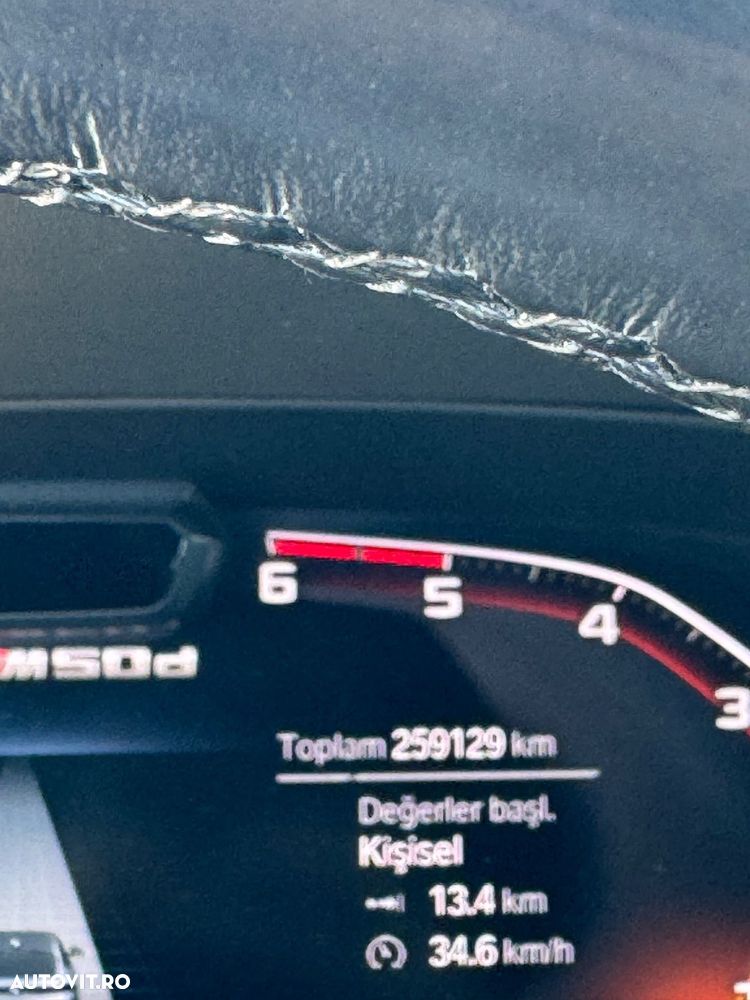 6
5
4
3
M50d
Toplam 259129 km
Değerler başl.
Kişisel
13.4 km
34.6 km/h
AUTOVIT.RO